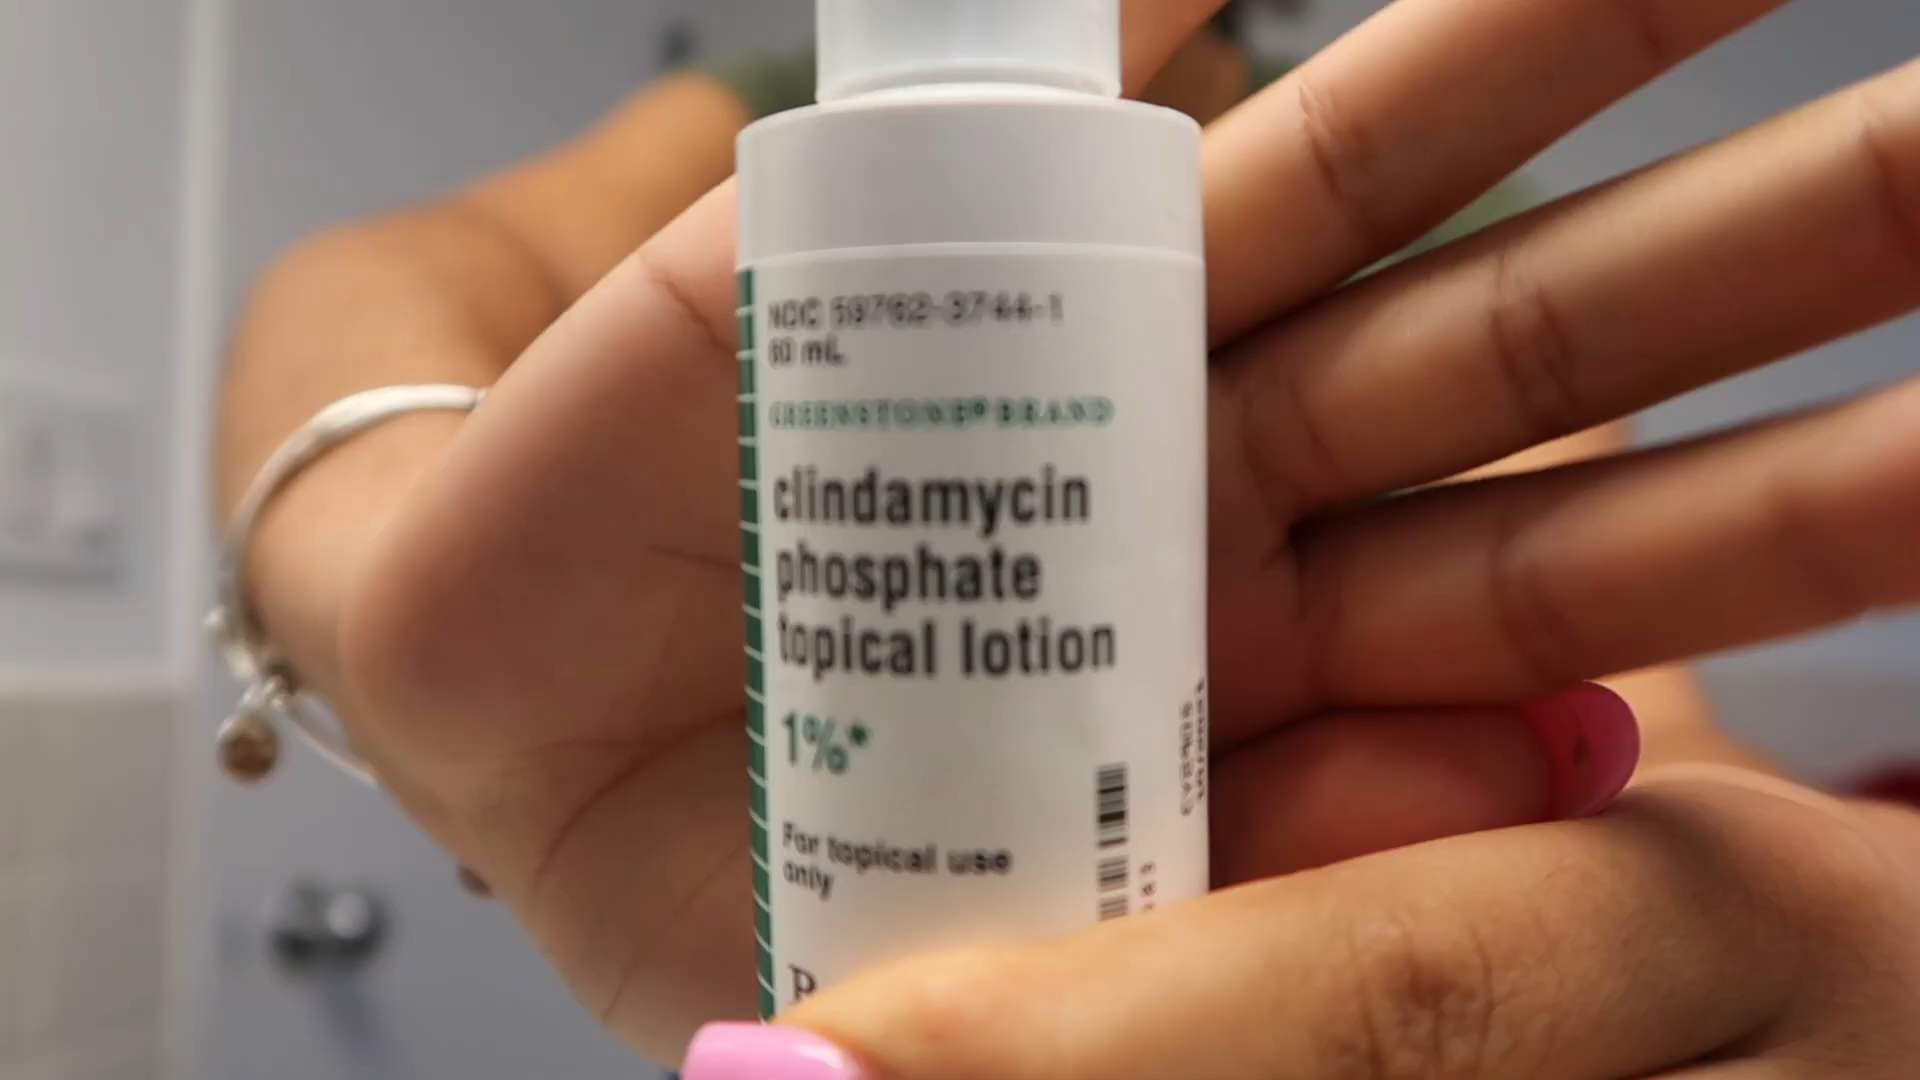 NDC 59762-3744-1
60 mL
GREENSTONE® BRAND
clindamycin
phosphate
topical lotion
1%*
For topical use
only